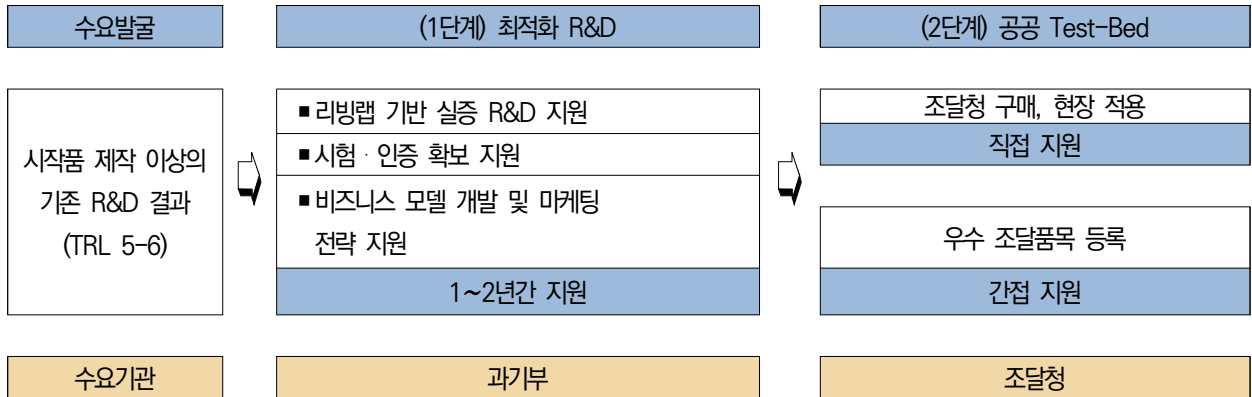 수요발굴
(1단계) 최적화 R&D
(2단계) 공공 Test-Bed
시작품 제작 이상의
기존 R&D 결과
(TRL 5-6)
▪리빙랩 기반 실증 R&D 지원
▪시험·인증 확보 지원
▪비즈니스 모델 개발 및 마케팅
전략 지원
1~2년간 지원
조달청 구매, 현장 적용
직접 지원
우수 조달품목 등록
간접 지원
수요기관
과기부
조달청